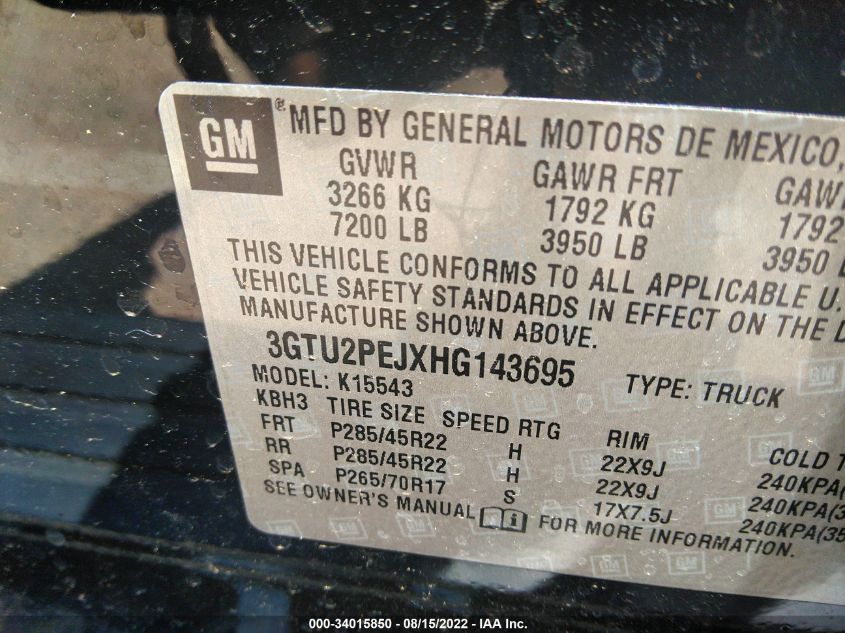 GM® MFD BY GENERAL MOTORS DE MEXICO,
GVWR GAWR FRT
3266 KG 1792 KG 1792
7200 LB 3950 LB 3950
THIS VEHICLE CONFORMS TO ALL APPLICABLE U.
VEHICLE SAFETY STANDARDS IN EFFECT ON THE
MANUFACTURE SHOWN ABOVE.
3GTU2PEJXHG143695 TYPE: TRUCK
MODEL: K15543
KBH3 TIRE SIZE SPEED RTG RIM COLD
FRT P285/45R22 H 22X9J 240KPA(
RR P285/45R22 H 22X9J 240KPA(3
SPA P265/70R17 S 17X7.5J 240KPA(35
SEE OWNER'S MANUAL FOR MORE INFORMATION.
000-34015850 - 08/15/2022 - IAA Inc.